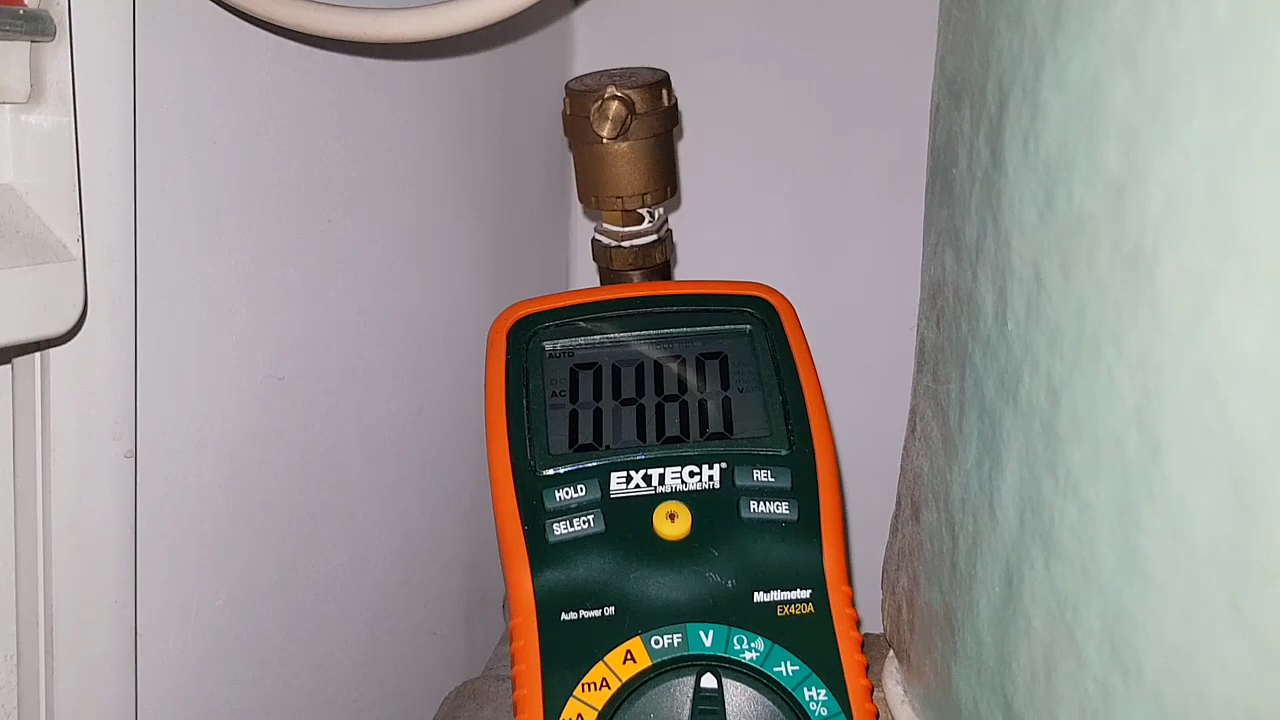 AUTO
AC
0.480
V
EXTECH®
INSTRUMENTS
HOLD
REL
SELECT
RANGE
Multimeter
EX420A
Auto Power Off
OFF
V
A
Ω
mA
Hz
%